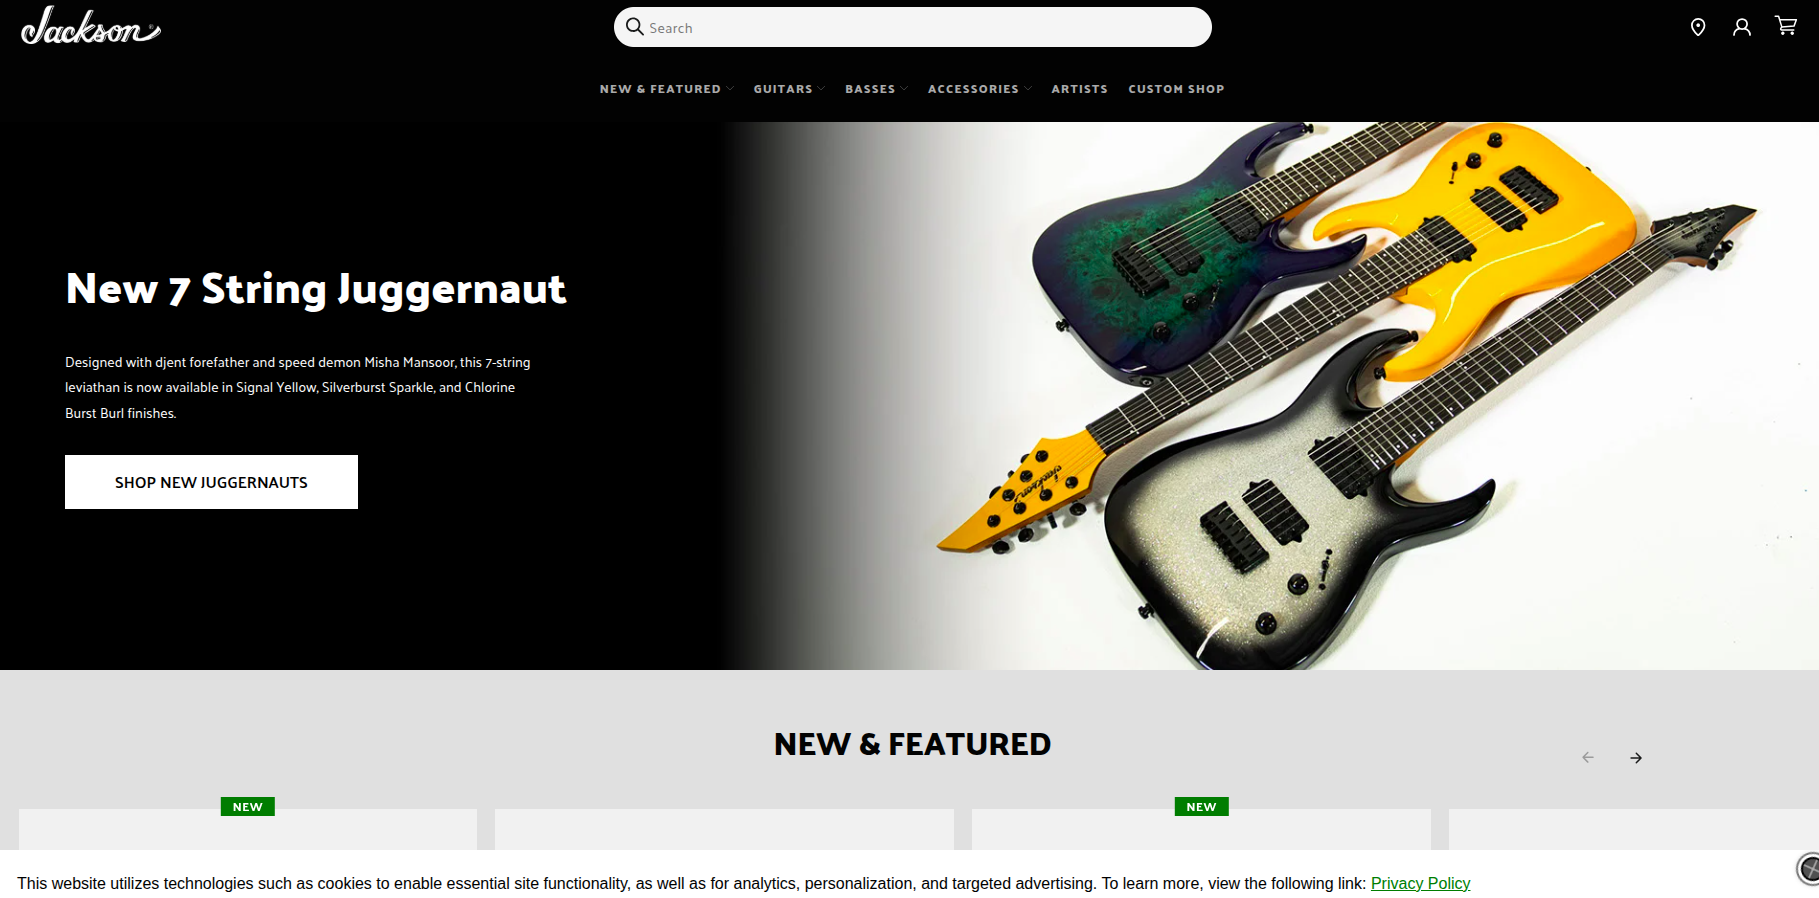 Jackson
Search
NEW & FEATURED GUITARS BASSES ACCESSORIES ARTISTS CUSTOM SHOP
New 7 String Juggernaut
Designed with djent forefather and speed demon Misha Mansoor, this 7-string
leviathan is now available in Signal Yellow, Silverburst Sparkle, and Chlorine
Burst Burl finishes.
SHOP NEW JUGGERNAUTS
Jackson
NEW & FEATURED
NEW
NEW
This website utilizes technologies such as cookies to enable essential site functionality, as well as for analytics, personalization, and targeted advertising. To learn more, view the following link: Privacy Policy